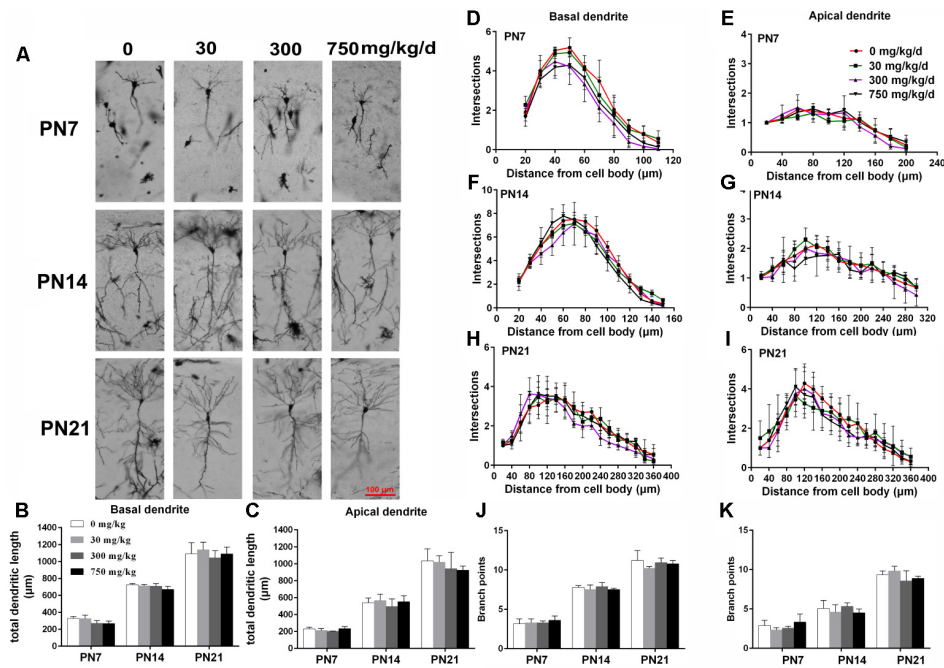 A
0 30 300 750 mg/kg/d
PN7
PN14
PN21
100 μm
B
Basal dendrite
total dendritic length
(μm)
1400
1200
1000
800
600
400
200
0
0 mg/kg
30 mg/kg
300 mg/kg
750 mg/kg
PN7 PN14 PN21
C
Apical dendrite
total dendritic length
(μm)
1400
1200
1000
800
600
400
200
0
PN7 PN14 PN21
D
Basal dendrite
PN7
Intersections
6
4
2
0
0 20 40 60 80 100 120
Distance from cell body (μm)
E
Apical dendrite
PN7
0 mg/kg/d
30 mg/kg/d
300 mg/kg/d
750 mg/kg/d
Intersections
4
3
2
1
0
0 40 80 120 160 200 240
Distance from cell body (μm)
F
PN14
Intersections
10
8
6
4
2
0
0 20 40 60 80 100 120 140 160
Distance from cell body (μm)
G
PN14
Intersections
4
3
2
1
0
0 40 80 120 160 200 240 280 320
Distance from cell body (μm)
H
PN21
Intersections
6
4
2
0
0 40 80 120 160 200 240 280 320 360 400
Distance from cell body (μm)
I
PN21
Intersections
6
4
2
0
0 40 80 120 160 200 240 280 320 360 400
Distance from cell body (μm)
J
Branch points
15
10
5
0
PN7 PN14 PN21
K
Branch points
15
10
5
0
PN7 PN14 PN21